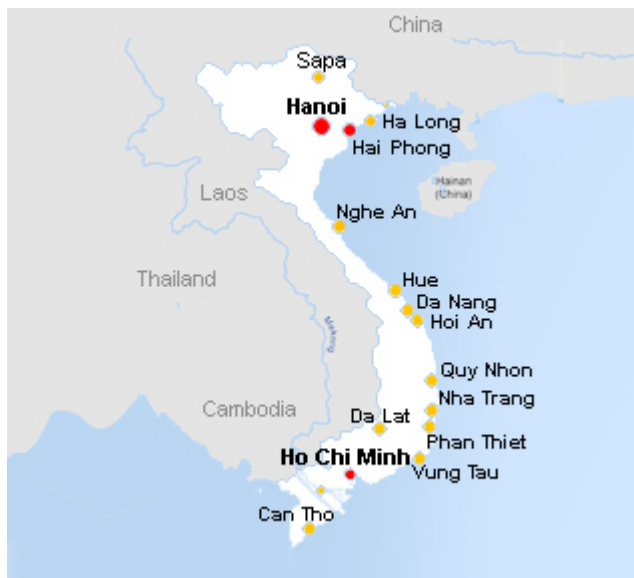 China
Sapa
Hanoi
Ha Long
Hai Phong
Hainan
(China)
Laos
Nghe An
Thailand
Hue
Da Nang
Hoi An
Mekong
Quy Nhon
Nha Trang
Cambodia
Da Lat
Phan Thiet
Ho Chi Minh
Vung Tau
Can Tho